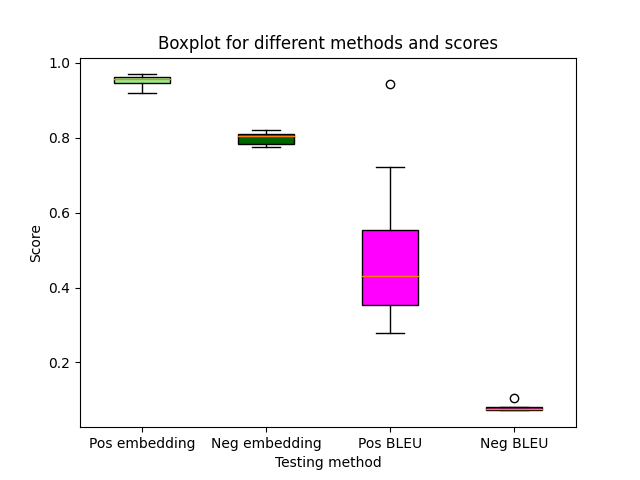 Boxplot for different methods and scores
Score
1.0
0.8
0.6
0.4
0.2
Pos embedding Neg embedding Pos BLEU Neg BLEU
Testing method